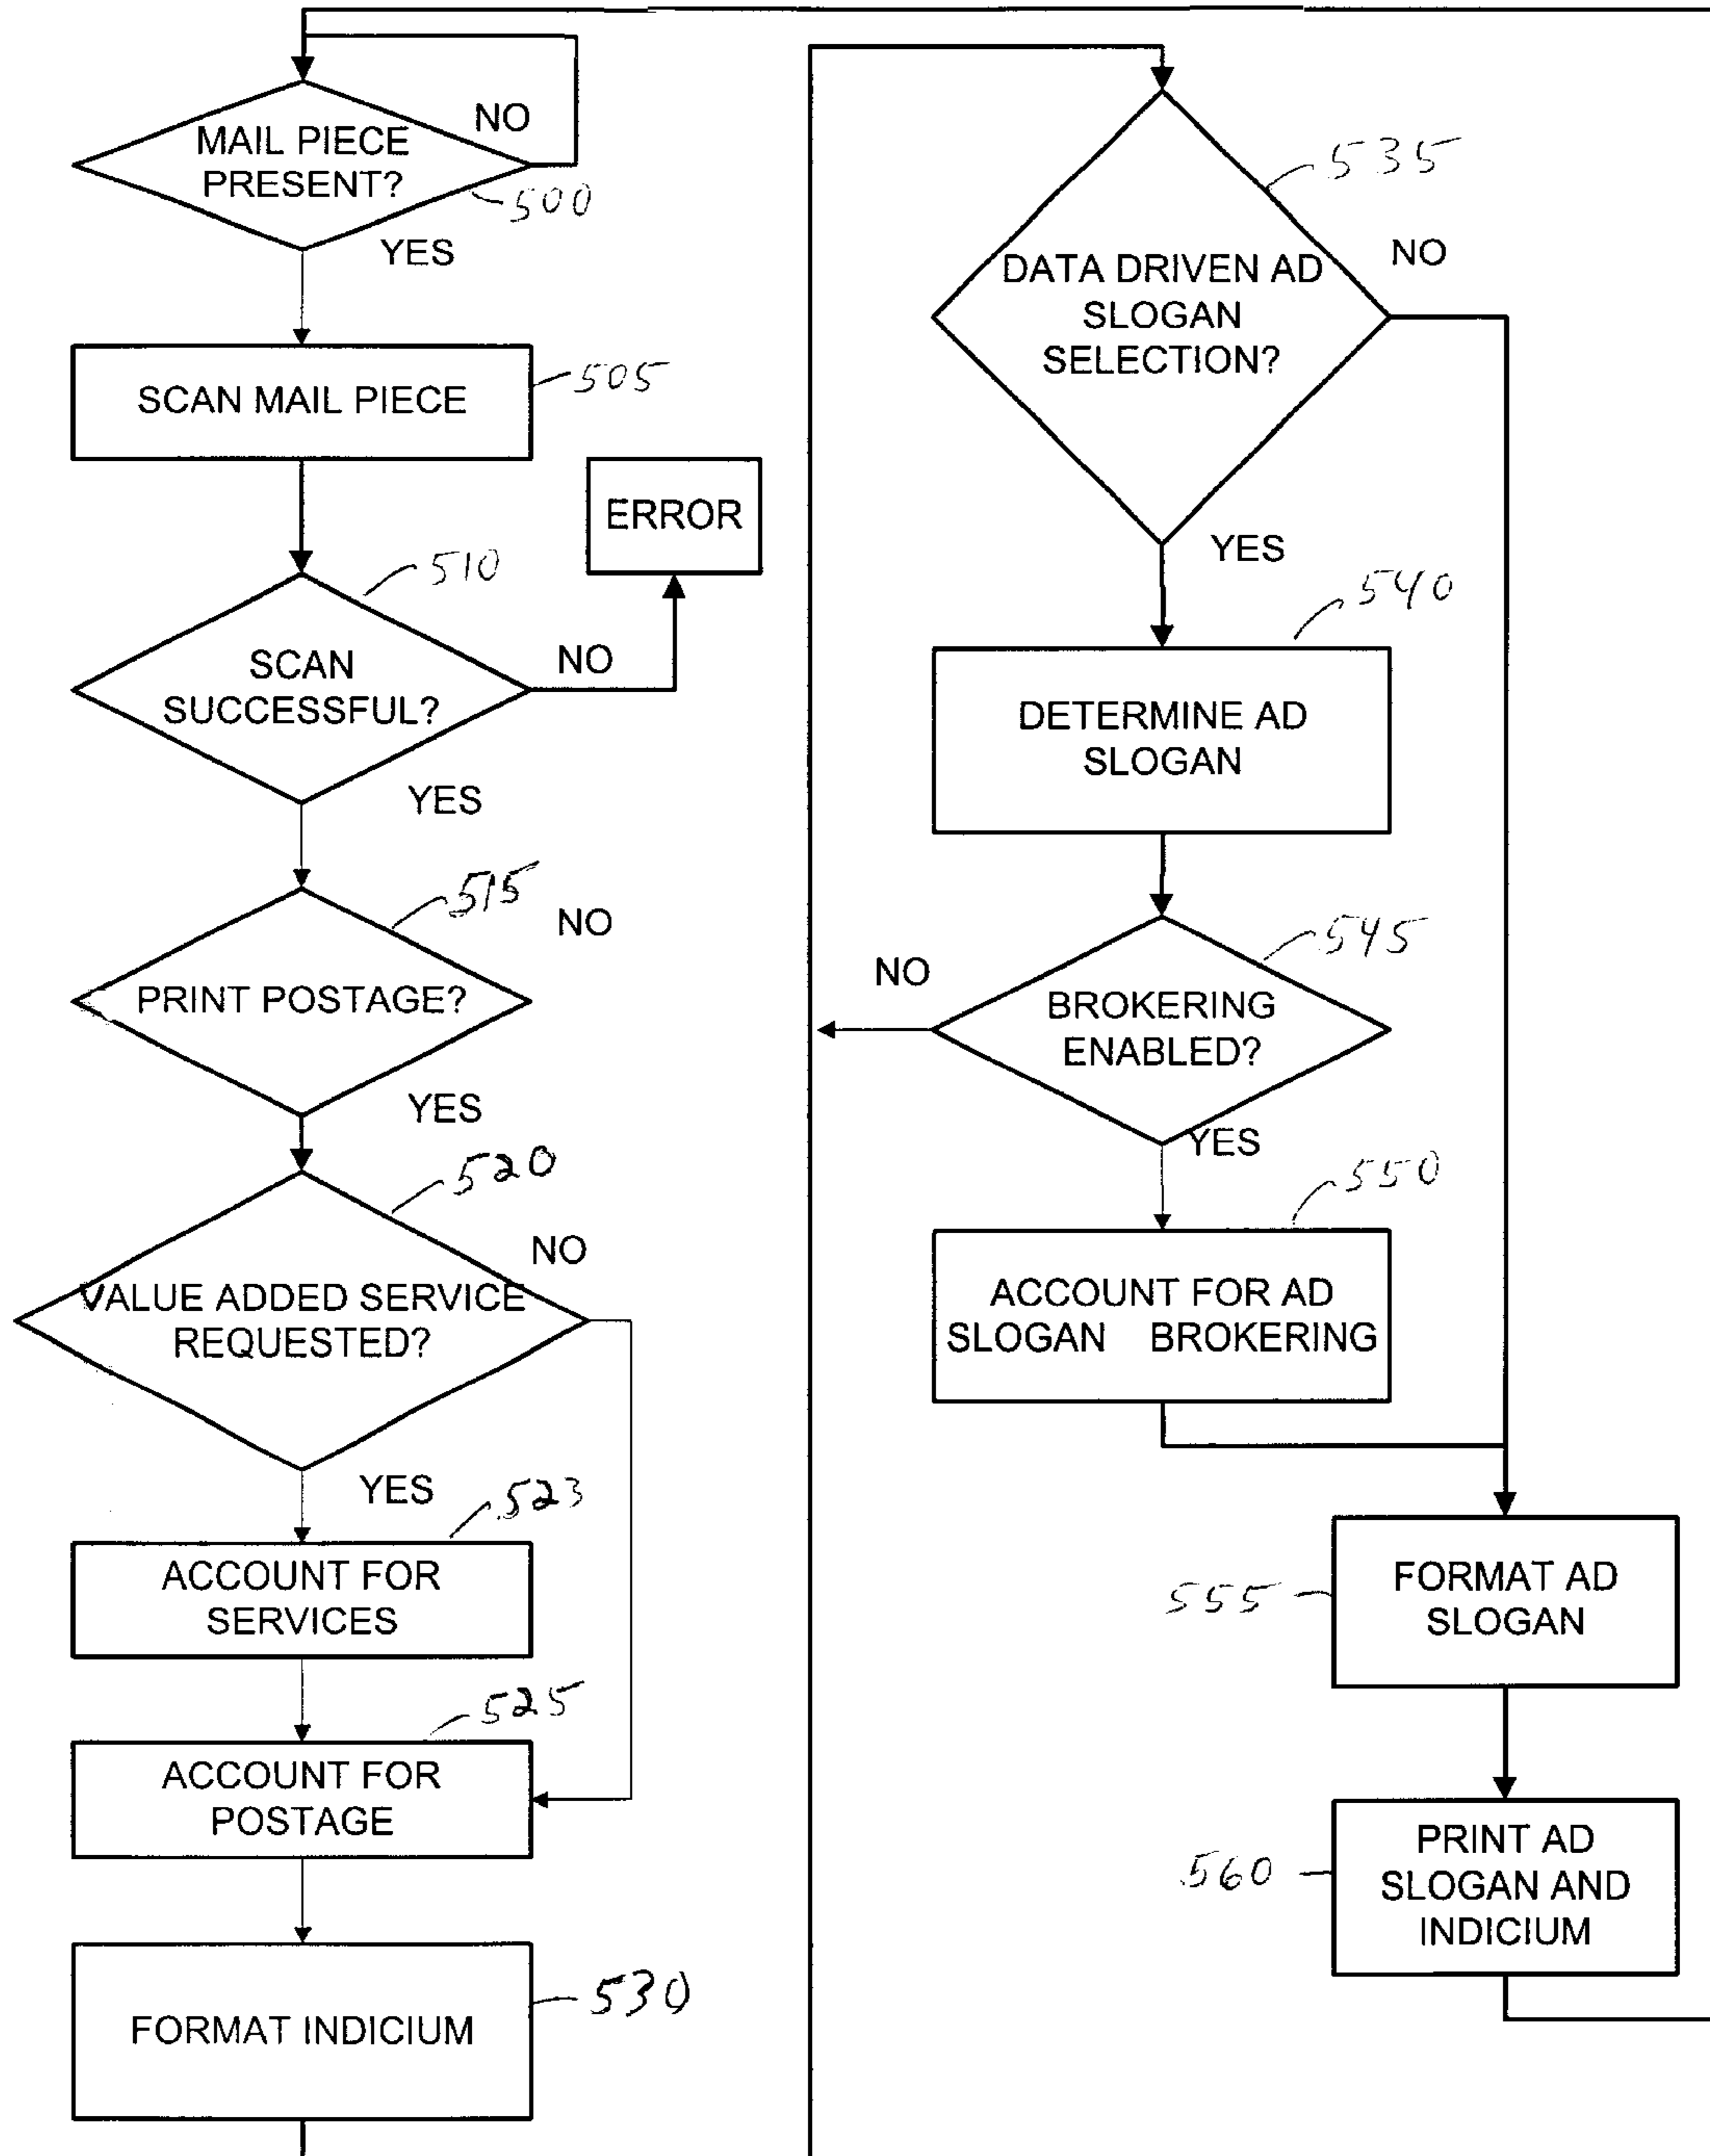 NO
MAIL PIECE
PRESENT?
500
YES
SCAN MAIL PIECE
505
ERROR
510
SCAN
SUCCESSFUL?
NO
YES
515
NO
PRINT POSTAGE?
YES
520
NO
VALUE ADDED SERVICE
REQUESTED?
YES
523
ACCOUNT FOR
SERVICES
525
ACCOUNT FOR
POSTAGE
FORMAT INDICIUM
530
535
NO
DATA DRIVEN AD
SLOGAN
SELECTION?
YES
540
DETERMINE AD
SLOGAN
545
NO
BROKERING
ENABLED?
YES
550
ACCOUNT FOR AD
SLOGAN BROKERING
FORMAT AD
SLOGAN
555
PRINT AD
SLOGAN AND
INDICIUM
560